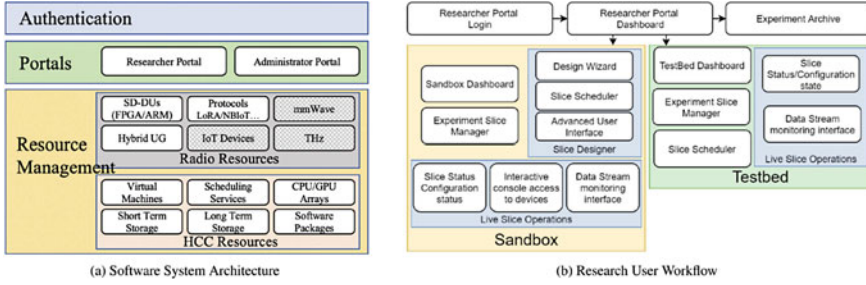 Authentication
Portals
Researcher Portal
Administrator Portal
Resource
Management
SD-DUs
(FPGA/ARM)
Protocols
LoRA/NBIoT…
mmWave
Hybrid UG
IoT Devices
THz
Radio Resources
Virtual
Machines
Scheduling
Services
CPU/GPU
Arrays
Short Term
Storage
Long Term
Storage
Software
Packages
HCC Resources
(a) Software System Architecture
Researcher Portal
Login
Researcher Portal
Dashboard
Experiment Archive
Sandbox Dashboard
Experiment Slice
Manager
Design Wizard
Slice Scheduler
Advanced User
Interface
Slice Designer
Slice Status
Configuration
status
Interactive
console access
to devices
Data Stream
monitoring
interface
Live Slice Operations
Sandbox
TestBed Dashboard
Experiment Slice
Manager
Slice Scheduler
Slice
Status/Configuration
state
Data Stream
monitoring interface
Live Slice Operations
Testbed
(b) Research User Workflow